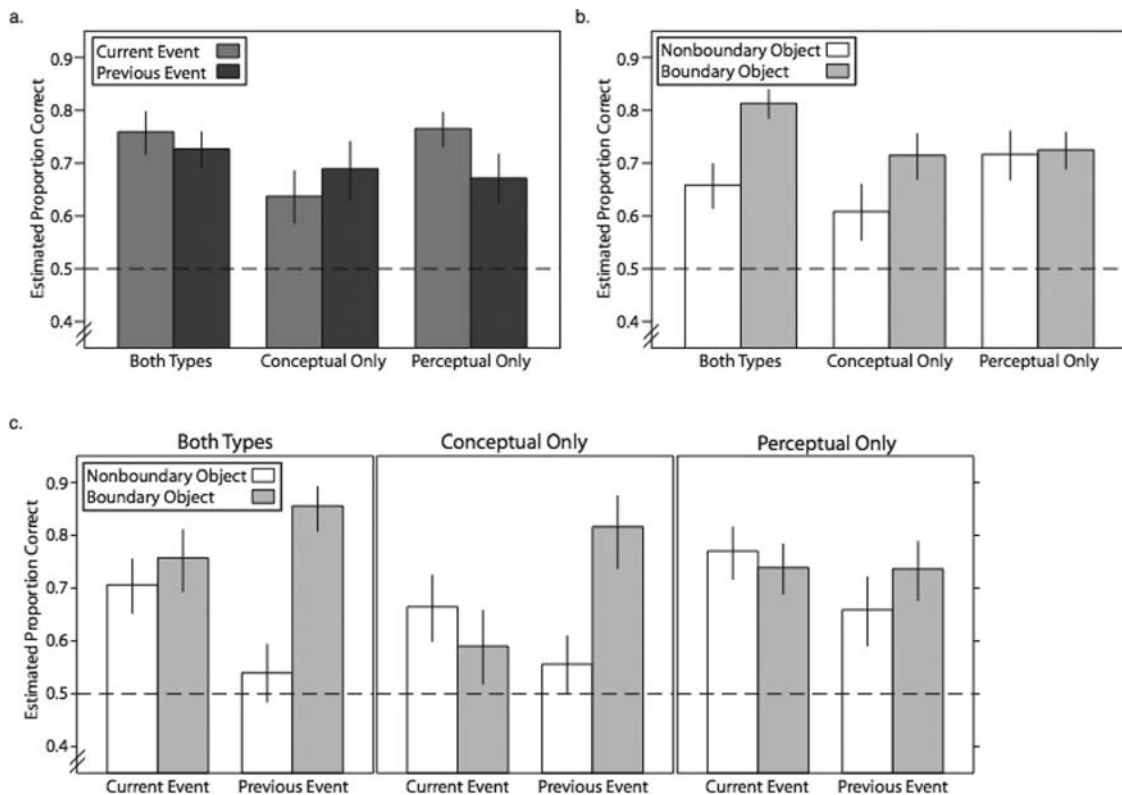 a.
Estimated Proportion Correct
0.9
0.8
0.7
0.6
0.5
0.4
Current Event
Previous Event
Both Types
Conceptual Only
Perceptual Only
b.
Estimated Proportion Correct
0.9
0.8
0.7
0.6
0.5
0.4
Nonboundary Object
Boundary Object
Both Types
Conceptual Only
Perceptual Only
c.
Both Types
Conceptual Only
Perceptual Only
Estimated Proportion Correct
0.9
0.8
0.7
0.6
0.5
0.4
Nonboundary Object
Boundary Object
Current Event
Previous Event
Current Event
Previous Event
Current Event
Previous Event